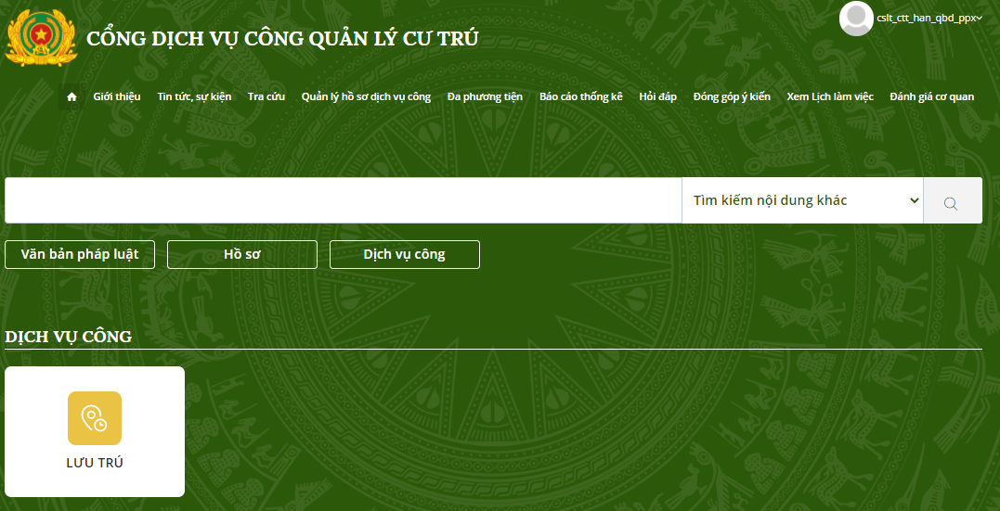 cslt_ctt_han_qbd_ppx
CỔNG DỊCH VỤ CÔNG QUẢN LÝ CƯ TRÚ
Giới thiệu Tin tức, sự kiện Tra cứu Quản lý hồ sơ dịch vụ công Đa phương tiện Báo cáo thống kê Hỏi đáp Đóng góp ý kiến Xem Lịch làm việc Đánh giá cơ quan
Tìm kiếm nội dung khác
Văn bản pháp luật Hồ sơ Dịch vụ công
DỊCH VỤ CÔNG
LƯU TRÚ